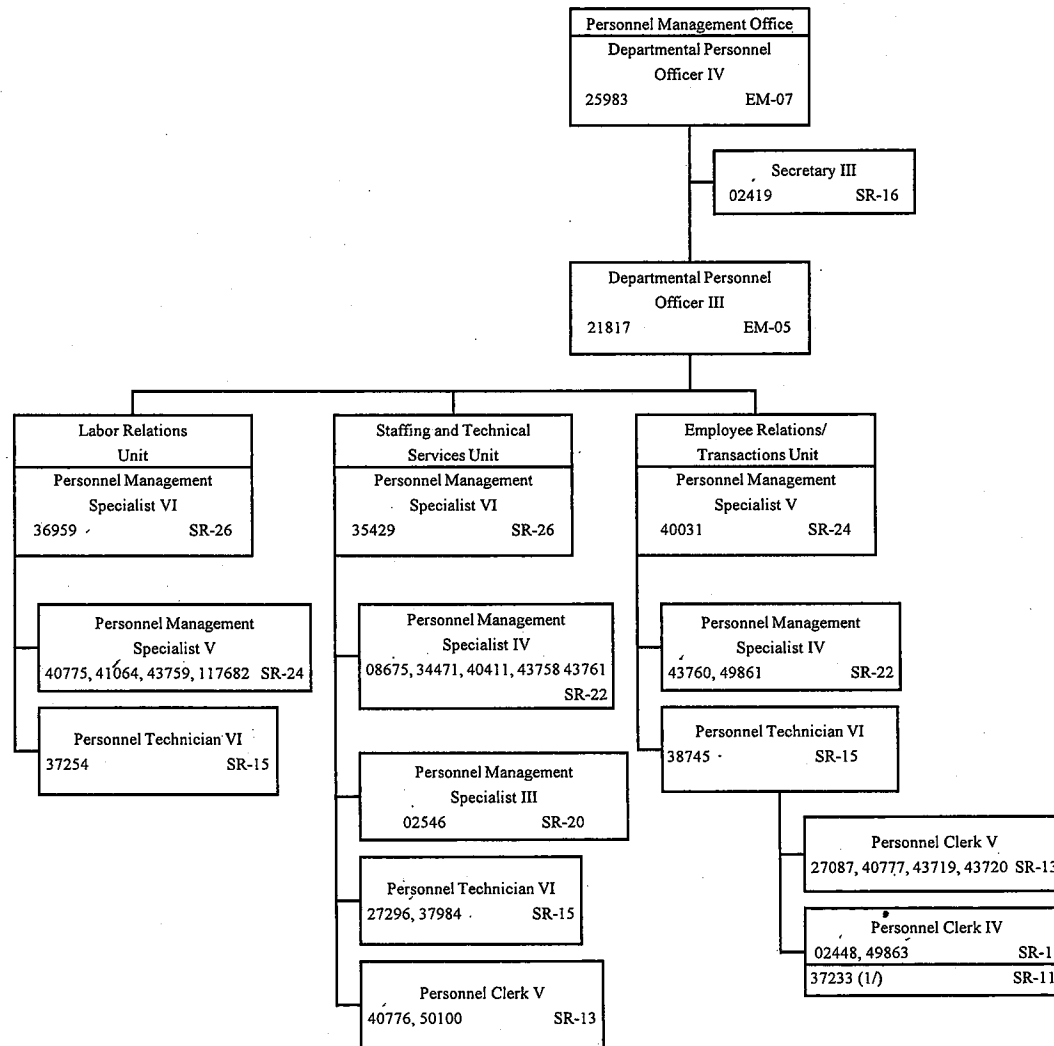 Personnel Management Office
Departmental Personnel
Officer IV
25983 EM-07
Secretary III
02419 SR-16
Departmental Personnel
Officer III
21817 EM-05
Labor Relations
Unit
Personnel Management
Specialist VI
36959 SR-26
Personnel Management
Specialist V
40775, 41064, 43759, 117682 SR-24
Personnel Technician VI
37254 SR-15
Staffing and Technical
Services Unit
Personnel Management
Specialist VI
35429 SR-26
Personnel Management
Specialist IV
08675, 34471, 40411, 43758 43761
SR-22
Personnel Management
Specialist III
02546 SR-20
Personnel Technician VI
27296, 37984 SR-15
Personnel Clerk V
40776, 50100 SR-13
Employee Relations/
Transactions Unit
Personnel Management
Specialist V
40031 SR-24
Personnel Management
Specialist IV
43760, 49861 SR-22
Personnel Technician VI
38745 SR-15
Personnel Clerk V
27087, 40777, 43719, 43720 SR-13
Personnel Clerk IV
02448, 49863 SR-1
37233 (1/) SR-11